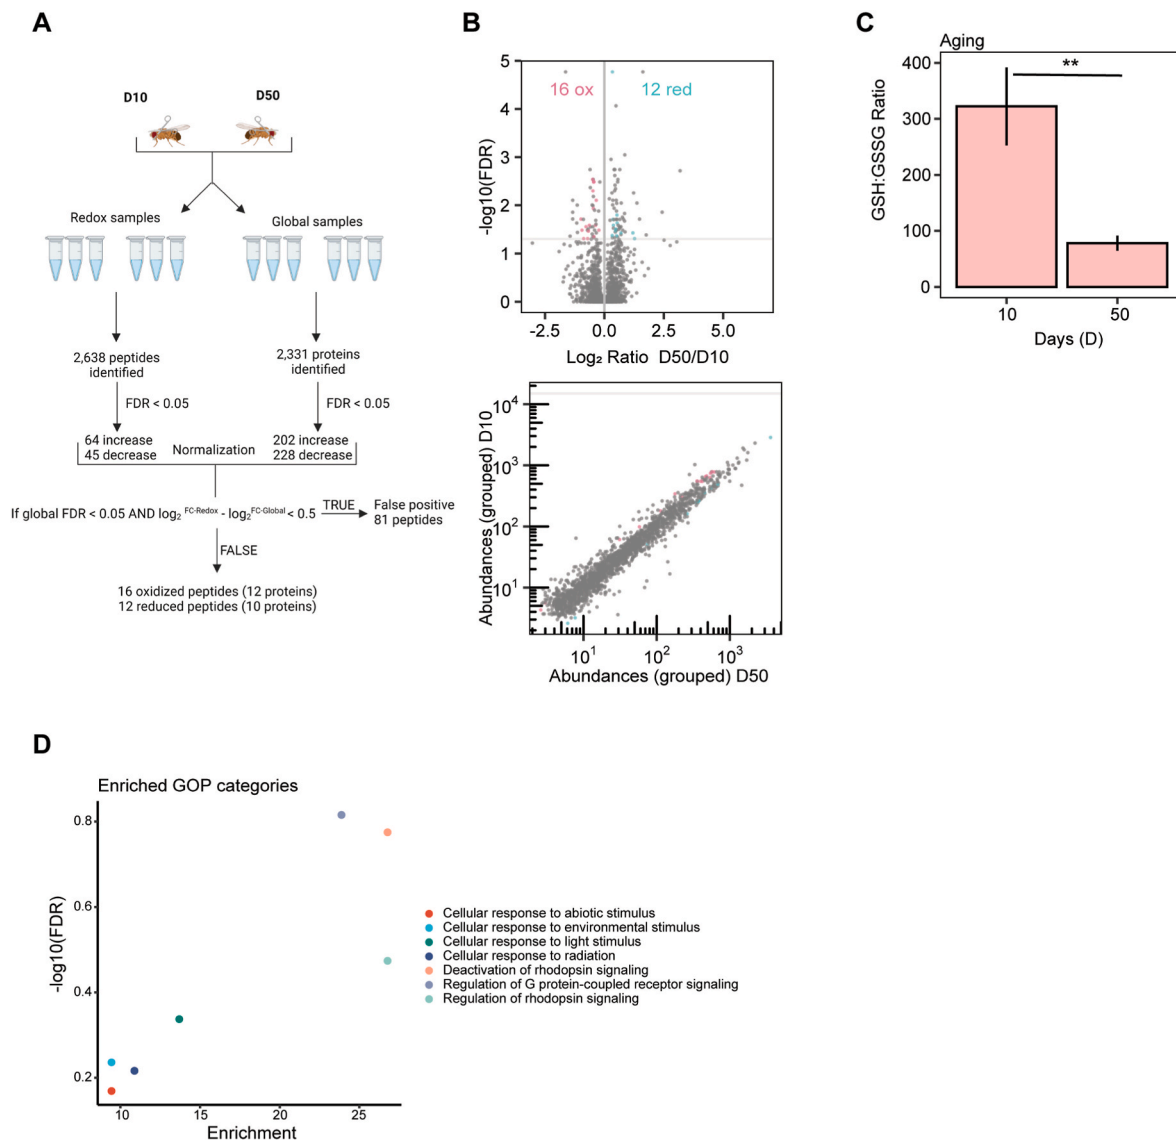 A
D10
D50
Redox samples
Global samples
2,638 peptides
identified
2,331 proteins
identified
FDR < 0.05
FDR < 0.05
64 increase
45 decrease
Normalization
202 increase
228 decrease
If global FDR < 0.05 AND log2 FC-Redox - log2FC-Global < 0.5
TRUE
False positive
81 peptides
FALSE
16 oxidized peptides (12 proteins)
12 reduced peptides (10 proteins)
B
16 ox
12 red
-log10(FDR)
5
4
3
2
1
0
-2.5
0.0
2.5
5.0
Log₂ Ratio D50/D10
Abundances (grouped) D10
10^4
10^3
10^2
10^1
10^1
10^2
10^3
Abundances (grouped) D50
C
Aging
**
GSH:GSSG Ratio
400
300
200
100
0
10
50
Days (D)
D
Enriched GOP categories
-log10(FDR)
0.8
0.6
0.4
0.2
10
15
20
25
Enrichment
Cellular response to abiotic stimulus
Cellular response to environmental stimulus
Cellular response to light stimulus
Cellular response to radiation
Deactivation of rhodopsin signaling
Regulation of G protein-coupled receptor signaling
Regulation of rhodopsin signaling